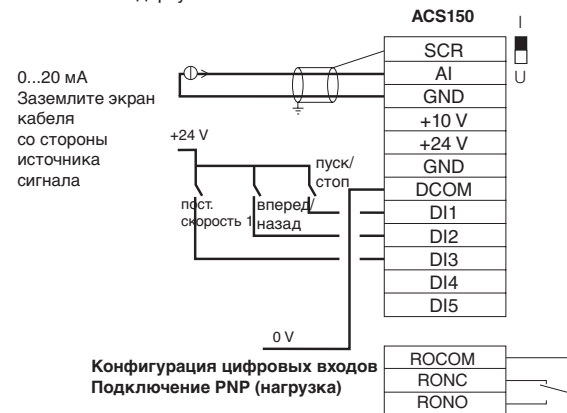 ACS150
I
SCR
AI
U
GND
+10 V
+24 V
GND
DCOM
DI1
DI2
DI3
DI4
DI5
0...20 мА
Заземлите экран
кабеля
со стороны
источника
сигнала
+24 V
пуск/
стоп
вперед/
назад
пост.
скорость 1
0 V
Конфигурация цифровых входов
Подключение PNP (нагрузка)
ROCOM
RONC
RONO